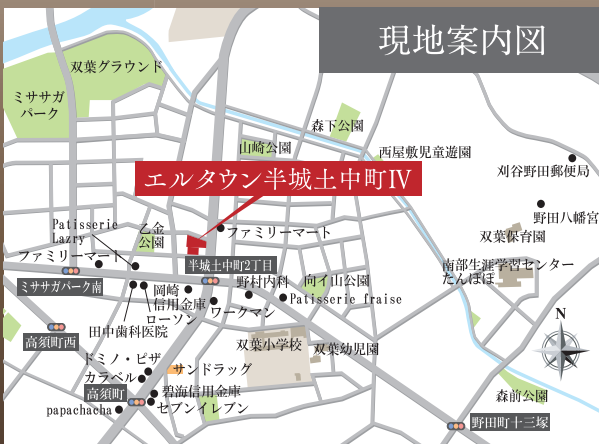 現地案内図
双葉グラウンド
ミササガ
パーク
森下公園
山崎公園
西屋敷児童遊園
刈谷野田郵便局
エルタウン半城土中町Ⅳ
野田八幡宮
Patisserie
Lazry
乙金
公園
ファミリーマート
双葉保育園
ファミリーマート
半城土中町2丁目
南部生涯学習センター
たんぽぽ
ミササガパーク南
岡崎
信用金庫
野村内科
向イ山公園
Patisserie fraise
ローソン
ワークマン
田中歯科医院
N
高須町西
双葉小学校
双葉幼児園
ドミノ・ピザ
カラベル
サンドラッグ
高須町
碧海信用金庫
セブンイレブン
papachacha
森前公園
野田町十三塚